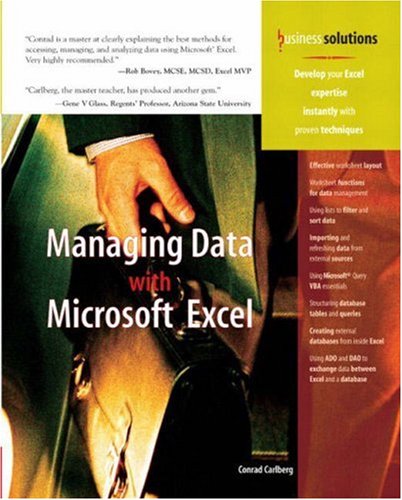 "Conrad is a master at clearly explaining the best methods for
accessing, managing, and analyzing data using Microsoft® Excel.
Very highly recommended."
—Rob Bovey, MCSE, MCSD, Excel MVP
"Carlberg, the master teacher, has produced another gem."
—Gene V Glass, Regents' Professor, Arizona State University
business solutions
Develop your Excel
expertise
instantly with
proven techniques
Effective worksheet layout
Worksheet functions
for data management
Using lists to filter and
sort data
Importing and
refreshing data from
external sources
Using Microsoft® Query
VBA essentials
Structuring database
tables and queries
Creating external
databases from inside Excel
Using ADO and DAO to
exchange data between
Excel and a database
Managing Data
with
Microsoft® Excel
Conrad Carlberg